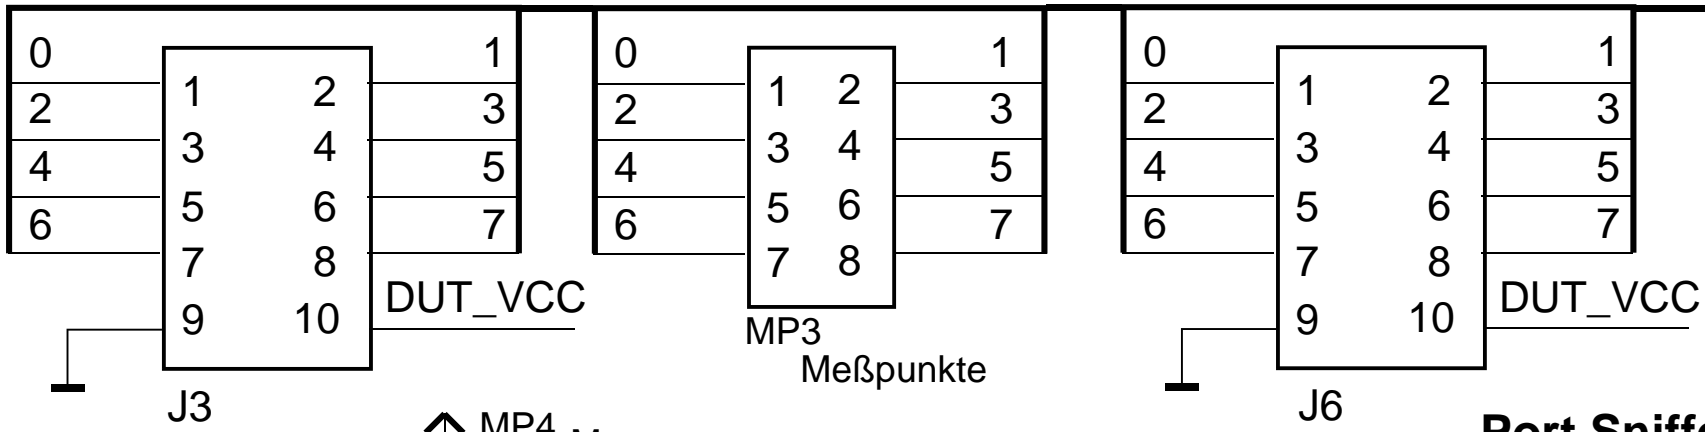 0 1 0 1 0 1
1 2 1 2 1 2
2 3 2 3 2 3
3 4 3 4 3 4
4 5 4 5 4 5
5 6 5 6 5 6
6 7 6 7 6 7
7 8 7 8 7 8
DUT_VCC DUT_VCC
9 10 9 10
MP3
Meßpunkte
J3 J6
MP4
Port